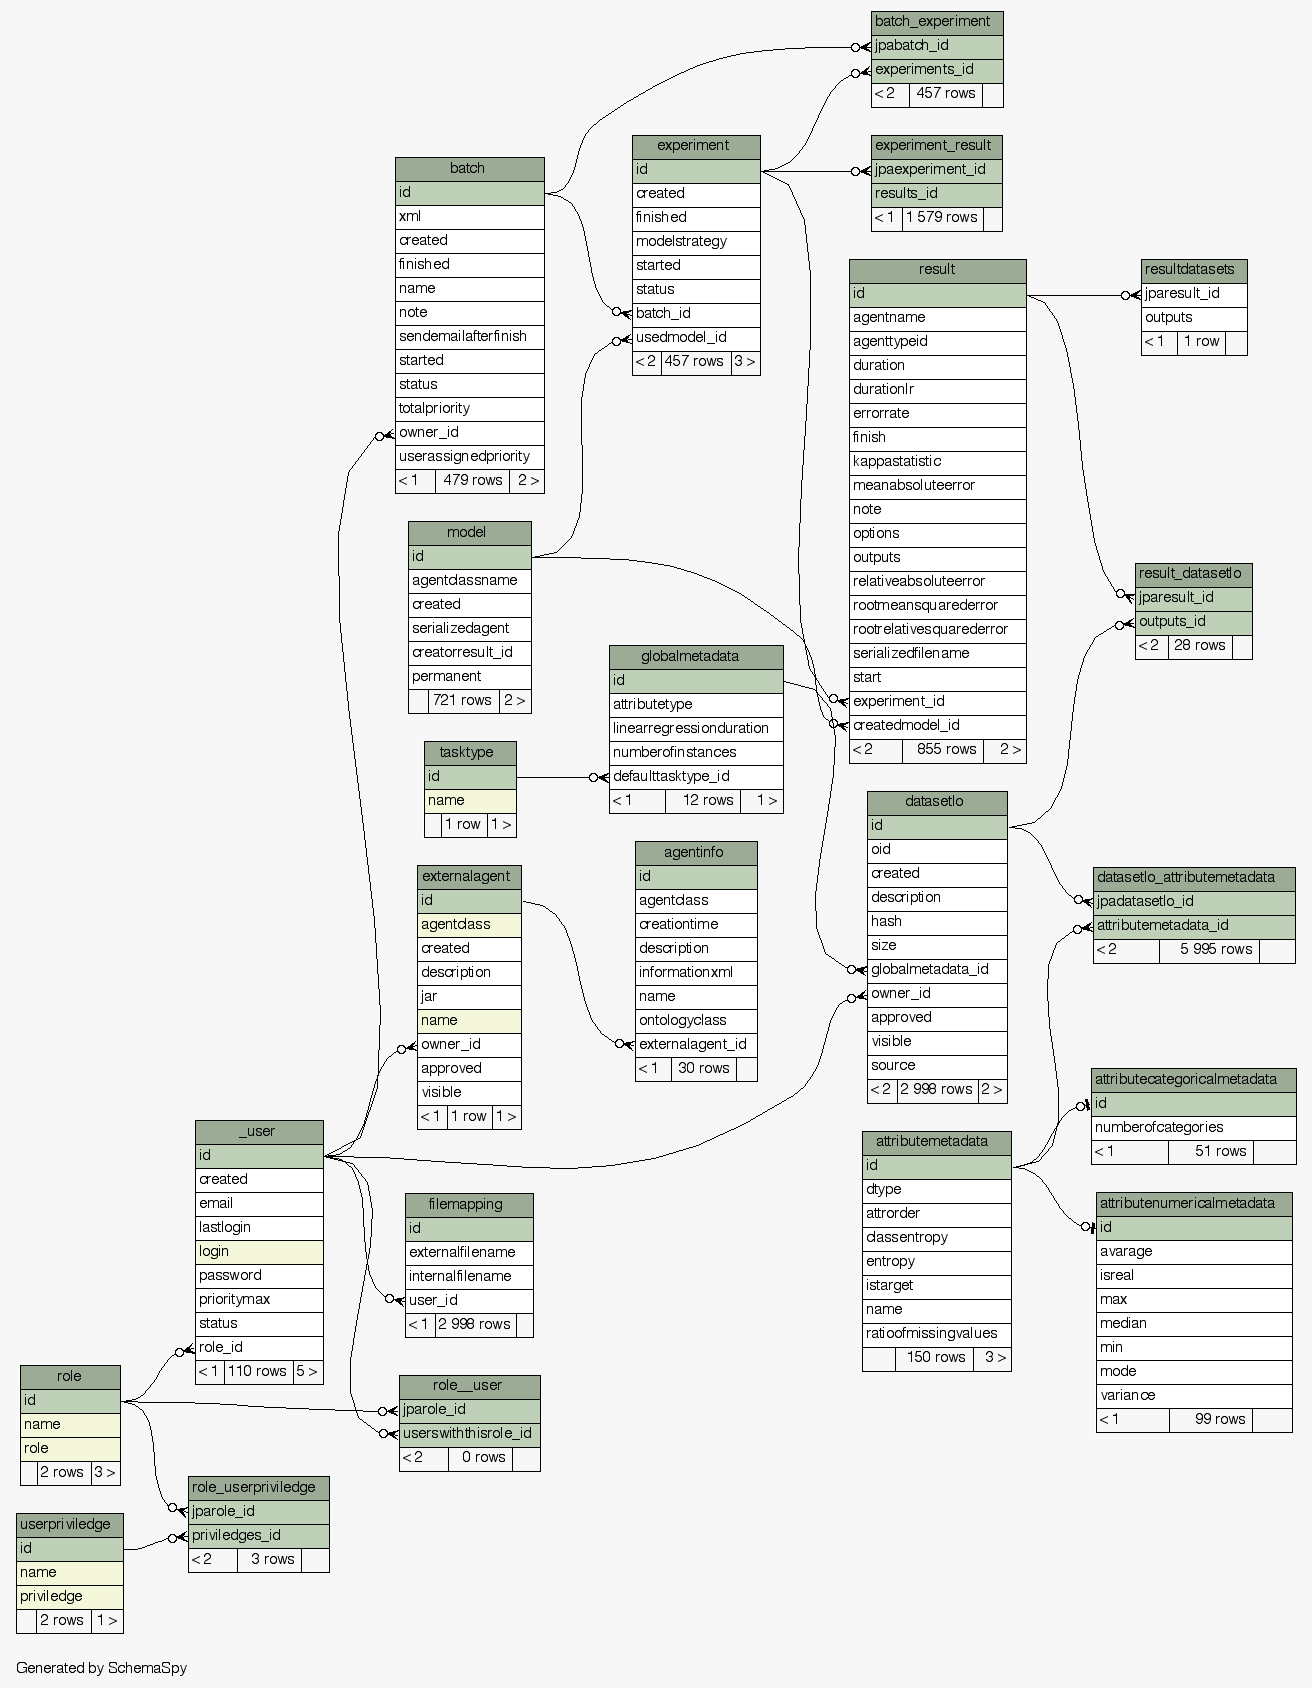 batch_experiment
jpabatch_id
experiments_id
< 2 457 rows
experiment_result
jpaexperiment_id
results_id
< 1 1 579 rows
experiment
id
created
finished
modelstrategy
started
status
batch_id
usedmodel_id
< 2 457 rows 3 >
batch
id
xml
created
finished
name
note
sendemailafterfinish
started
status
totalpriority
owner_id
userassignedpriority
< 1 479 rows 2 >
result
id
agentname
agenttypeid
duration
durationlr
errorrate
finish
kappastatistic
meanabsoluteerror
note
options
outputs
relativeabsoluteerror
rootmeansquarederror
rootrelativesquarederror
serializedfilename
start
experiment_id
createdmodel_id
< 2 855 rows 2 >
resultdatasets
jparesult_id
outputs
< 1 1 row
model
id
agentclassname
created
serializedagent
creatorresult_id
permanent
721 rows 2 >
result_datasetlo
jparesult_id
outputs_id
< 2 28 rows
globalmetadata
id
attributetype
linearregressionduration
numberofinstances
defaulttasktype_id
< 1 12 rows 1 >
tasktype
id
name
1 row 1 >
datasetlo
id
oid
created
description
hash
size
globalmetadata_id
owner_id
approved
visible
source
< 2 2 998 rows 2 >
agentinfo
id
agentclass
creationtime
description
informationxml
name
ontologyclass
externalagent_id
< 1 30 rows
externalagent
id
agentclass
created
description
jar
name
owner_id
approved
visible
< 1 1 row 1 >
datasetlo_attributemetadata
jpadatasetlo_id
attributemetadata_id
< 2 5 995 rows
attributecategoricalmetadata
id
numberofcategories
< 1 51 rows
_user
id
created
email
lastlogin
login
password
prioritymax
status
role_id
< 1 110 rows 5 >
attributemetadata
id
dtype
attrorder
classentropy
entropy
istarget
name
ratioofmissingvalues
150 rows 3 >
filemapping
id
externalfilename
internalfilename
user_id
< 1 2 998 rows
attributenumericalmetadata
id
avarage
isreal
max
median
min
mode
variance
< 1 99 rows
role
id
name
role
2 rows 3 >
role__user
jparole_id
userswiththisrole_id
< 2 0 rows
role_userpriviledge
jparole_id
priviledges_id
< 2 3 rows
userpriviledge
id
name
priviledge
2 rows 1 >
Generated by SchemaSpy